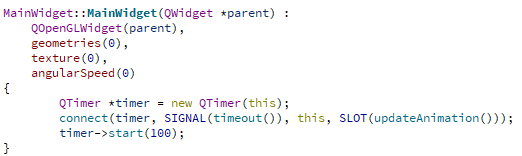 MainWidget::MainWidget(QWidget *parent) :
    QOpenGLWidget(parent),
    geometries(0),
    texture(0),
    angularSpeed(0)
{
        QTimer *timer = new QTimer(this);
        connect(timer, SIGNAL(timeout()), this, SLOT(updateAnimation()));
        timer->start(100);
}